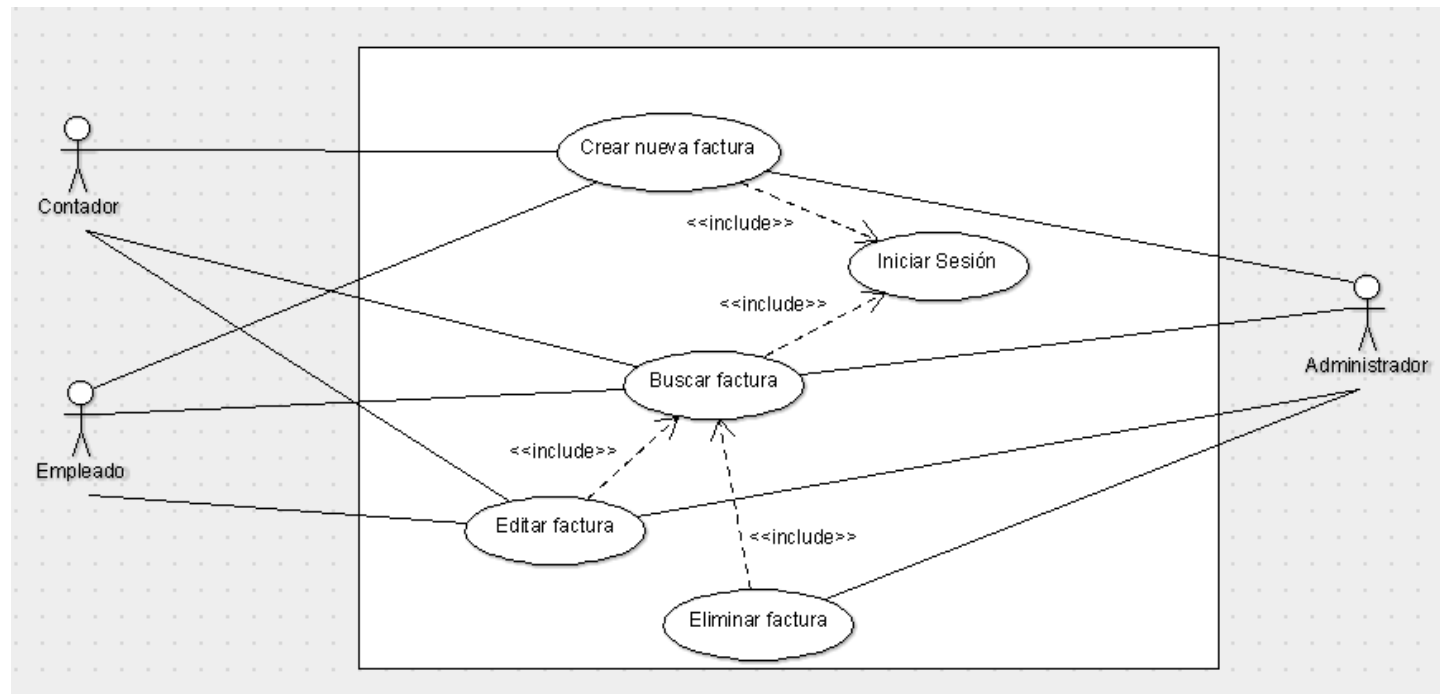 Crear nueva factura
Contador
<<include>>
Iniciar Sesión
<<include>>
Administrador
Buscar factura
<<include>>
Empleado
Editar factura
<<include>>
Eliminar factura